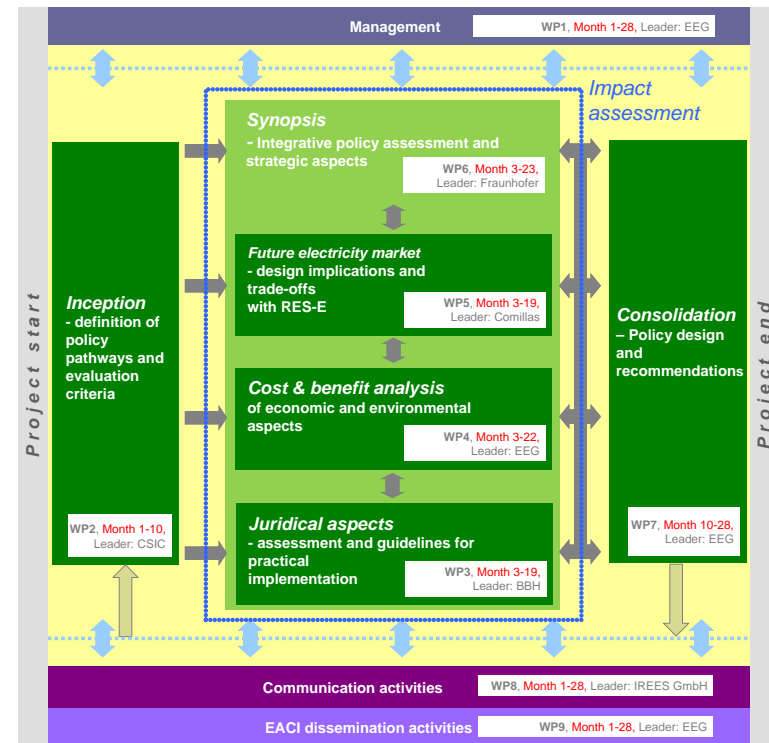 Management
WP1, Month 1-28, Leader: EEG
Impact
assessment
Project start
Inception
- definition of
policy
pathways and
evaluation
criteria
WP2, Month 1-10,
Leader: CSIC
Synopsis
- Integrative policy assessment and
strategic aspects
WP6, Month 3-23,
Leader: Fraunhofer
Future electricity market
- design implications and
trade-offs
with RES-E
WP5, Month 3-19,
Leader: Comillas
Cost & benefit analysis
of economic and environmental
aspects
WP4, Month 3-22,
Leader: EEG
Juridical aspects
- assessment and guidelines for
practical
implementation
WP3, Month 3-19,
Leader: BBH
Consolidation
– Policy design
and
recommendations
WP7, Month 10-28,
Leader: EEG
Project end
Communication activities
WP8, Month 1-28, Leader: IREES GmbH
EACI dissemination activities
WP9, Month 1-28, Leader: EEG